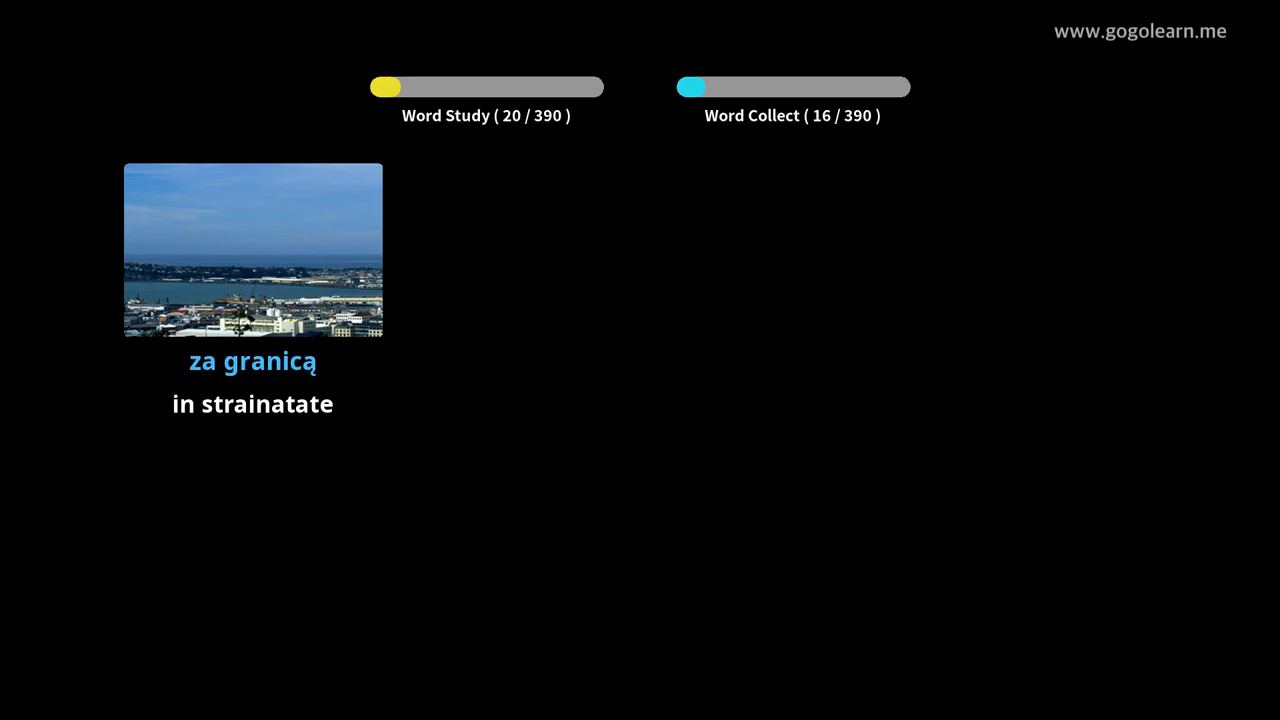 www.gogolearn.me
Word Study ( 20 / 390 )
Word Collect ( 16 / 390 )
za granicą
in strainatate